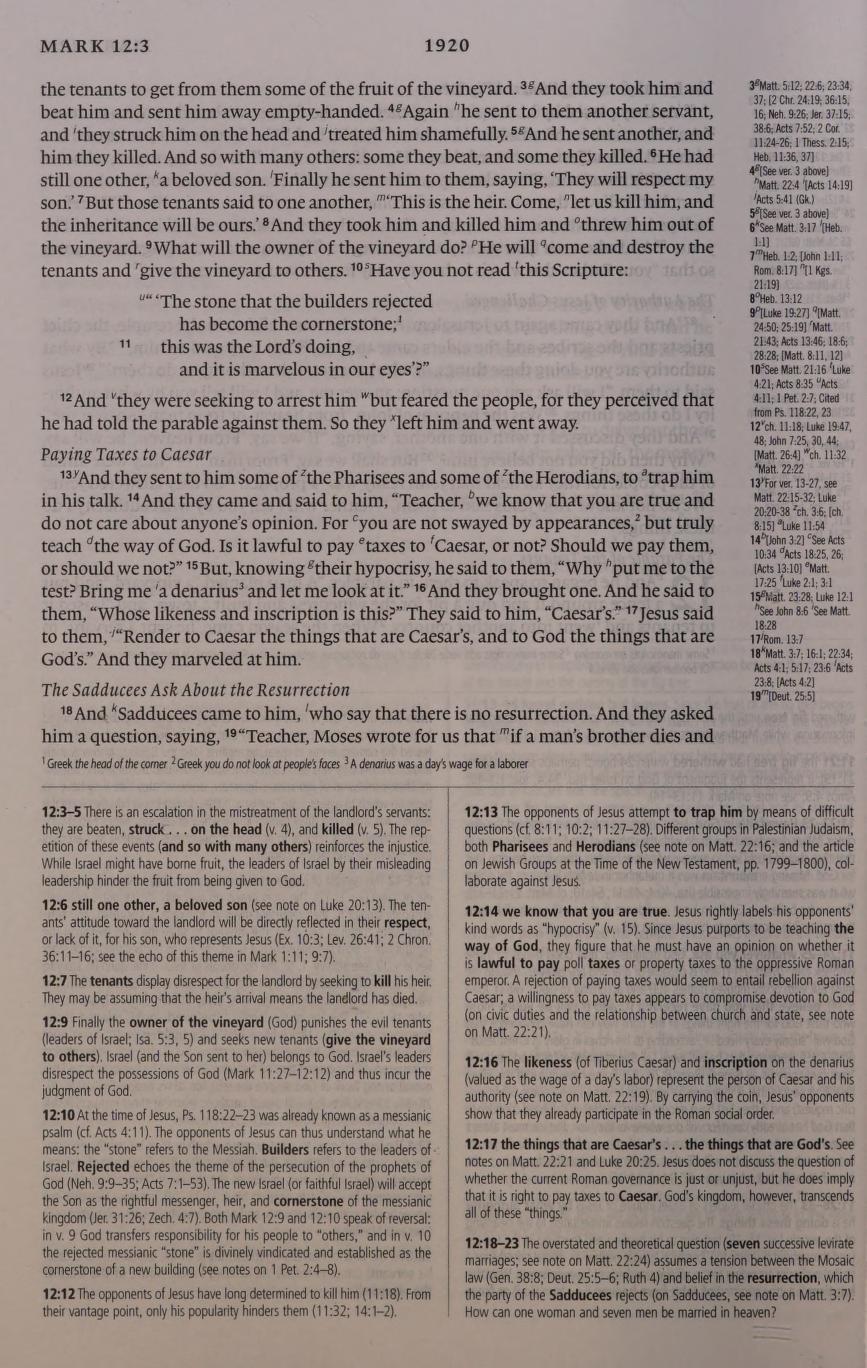 MARK 12:3
1920
the tenants to get from them some of the fruit of the vineyard. 3gAnd they took him and
beat him and sent him away empty-handed. 4gAgain hhe sent to them another servant,
and ithey struck him on the head and jtreated him shamefully. 5gAnd he sent another, and
him they killed. And so with many others: some they beat, and some they killed. 6He had
still one other, ka beloved son. lFinally he sent him to them, saying, ‘They will respect my
son.’ 7But those tenants said to one another, m‘This is the heir. Come, nlet us kill him, and
the inheritance will be ours.’ 8And they took him and killed him and othrew him out of
the vineyard. 9What will the owner of the vineyard do? pHe will qcome and destroy the
tenants and rgive the vineyard to others. 10sHave you not read tthis Scripture:
u“‘The stone that the builders rejected
has become the cornerstone;1
11 this was the Lord’s doing,
and it is marvelous in our eyes’?”
12And vthey were seeking to arrest him wbut feared the people, for they perceived that
he had told the parable against them. So they xleft him and went away.
Paying Taxes to Caesar
13yAnd they sent to him some of zthe Pharisees and some of zthe Herodians, to atrap him
in his talk. 14And they came and said to him, “Teacher, bwe know that you are true and
do not care about anyone’s opinion. For cyou are not swayed by appearances,2 but truly
teach dthe way of God. Is it lawful to pay etaxes to fCaesar, or not? Should we pay them,
or should we not?” 15But, knowing gtheir hypocrisy, he said to them, “Why hput me to the
test? Bring me ia denarius3 and let me look at it.” 16And they brought one. And he said to
them, “Whose likeness and inscription is this?” They said to him, “Caesar’s.” 17Jesus said
to them, j“Render to Caesar the things that are Caesar’s, and to God the things that are
God’s.” And they marveled at him.
The Sadducees Ask About the Resurrection
18And kSadducees came to him, lwho say that there is no resurrection. And they asked
him a question, saying, 19“Teacher, Moses wrote for us that mif a man’s brother dies and
1 Greek the head of the corner 2 Greek you do not look at people’s faces 3 A denarius was a day’s wage for a laborer
3gMatt. 5:12; 22:6; 23:34,
37; [2 Chr. 24:19; 36:15,
16; Neh. 9:26; Jer. 37:15;
38:6; Acts 7:52; 2 Cor.
11:24-26; 1 Thess. 2:15;
Heb. 11:36, 37]
4g[See ver. 3 above]
hMatt. 22:4 i[Acts 14:19]
jActs 5:41 (Gk.)
5g[See ver. 3 above]
6kSee Matt. 3:17 l[Heb.
1:1]
7mHeb. 1:2; [John 1:11;
Rom. 8:17] n[1 Kgs.
21:19]
8oHeb. 13:12
9p[Luke 19:27] q[Matt.
24:50; 25:19] rMatt.
21:43; Acts 13:46; 18:6;
28:28; [Matt. 8:11, 12]
10sSee Matt. 21:16 tLuke
4:21; Acts 8:35 uActs
4:11; 1 Pet. 2:7; Cited
from Ps. 118:22, 23
12vch. 11:18; Luke 19:47,
48; John 7:25, 30, 44;
[Matt. 26:4] wch. 11:32
xMatt. 22:22
13yFor ver. 13-27, see
Matt. 22:15-32; Luke
20:20-38 zch. 3:6; [ch.
8:15] aLuke 11:54
14b[John 3:2] cSee Acts
10:34 dActs 18:25, 26;
[Acts 13:10] eMatt.
17:25 fLuke 2:1; 3:1
15gMatt. 23:28; Luke 12:1
hSee John 8:6 iSee Matt.
18:28
17jRom. 13:7
18kMatt. 3:7; 16:1; 22:34;
Acts 4:1; 5:17; 23:6 lActs
23:8; [Acts 4:2]
19m[Deut. 25:5]
12:3–5 There is an escalation in the mistreatment of the landlord’s servants:
they are beaten, struck . . . on the head (v. 4), and killed (v. 5). The rep-
etition of these events (and so with many others) reinforces the injustice.
While Israel might have borne fruit, the leaders of Israel by their misleading
leadership hinder the fruit from being given to God.
12:6 still one other, a beloved son (see note on Luke 20:13). The ten-
ants’ attitude toward the landlord will be directly reflected in their respect,
or lack of it, for his son, who represents Jesus (Ex. 10:3; Lev. 26:41; 2 Chron.
36:11–16; see the echo of this theme in Mark 1:11; 9:7).
12:7 The tenants display disrespect for the landlord by seeking to kill his heir.
They may be assuming that the heir’s arrival means the landlord has died.
12:9 Finally the owner of the vineyard (God) punishes the evil tenants
(leaders of Israel; Isa. 5:3, 5) and seeks new tenants (give the vineyard
to others). Israel (and the Son sent to her) belongs to God. Israel’s leaders
disrespect the possessions of God (Mark 11:27–12:12) and thus incur the
judgment of God.
12:10 At the time of Jesus, Ps. 118:22–23 was already known as a messianic
psalm (cf. Acts 4:11). The opponents of Jesus can thus understand what he
means: the “stone” refers to the Messiah. Builders refers to the leaders of
Israel. Rejected echoes the theme of the persecution of the prophets of
God (Neh. 9:9–35; Acts 7:1–53). The new Israel (or faithful Israel) will accept
the Son as the rightful messenger, heir, and cornerstone of the messianic
kingdom (Jer. 31:26; Zech. 4:7). Both Mark 12:9 and 12:10 speak of reversal:
in v. 9 God transfers responsibility for his people to “others,” and in v. 10
the rejected messianic “stone” is divinely vindicated and established as the
cornerstone of a new building (see notes on 1 Pet. 2:4–8).
12:12 The opponents of Jesus have long determined to kill him (11:18). From
their vantage point, only his popularity hinders them (11:32; 14:1–2).
12:13 The opponents of Jesus attempt to trap him by means of difficult
questions (cf. 8:11; 10:2; 11:27–28). Different groups in Palestinian Judaism,
both Pharisees and Herodians (see note on Matt. 22:16; and the article
on Jewish Groups at the Time of the New Testament, pp. 1799–1800), col-
laborate against Jesus.
12:14 we know that you are true. Jesus rightly labels his opponents’
kind words as “hypocrisy” (v. 15). Since Jesus purports to be teaching the
way of God, they figure that he must have an opinion on whether it
is lawful to pay poll taxes or property taxes to the oppressive Roman
emperor. A rejection of paying taxes would seem to entail rebellion against
Caesar; a willingness to pay taxes appears to compromise devotion to God
(on civic duties and the relationship between church and state, see note
on Matt. 22:21).
12:16 The likeness (of Tiberius Caesar) and inscription on the denarius
(valued as the wage of a day’s labor) represent the person of Caesar and his
authority (see note on Matt. 22:19). By carrying the coin, Jesus’ opponents
show that they already participate in the Roman social order.
12:17 the things that are Caesar’s . . . the things that are God’s. See
notes on Matt. 22:21 and Luke 20:25. Jesus does not discuss the question of
whether the current Roman governance is just or unjust, but he does imply
that it is right to pay taxes to Caesar. God’s kingdom, however, transcends
all of these “things.”
12:18–23 The overstated and theoretical question (seven successive levirate
marriages; see note on Matt. 22:24) assumes a tension between the Mosaic
law (Gen. 38:8; Deut. 25:5–6; Ruth 4) and belief in the resurrection, which
the party of the Sadducees rejects (on Sadducees, see note on Matt. 3:7).
How can one woman and seven men be married in heaven?